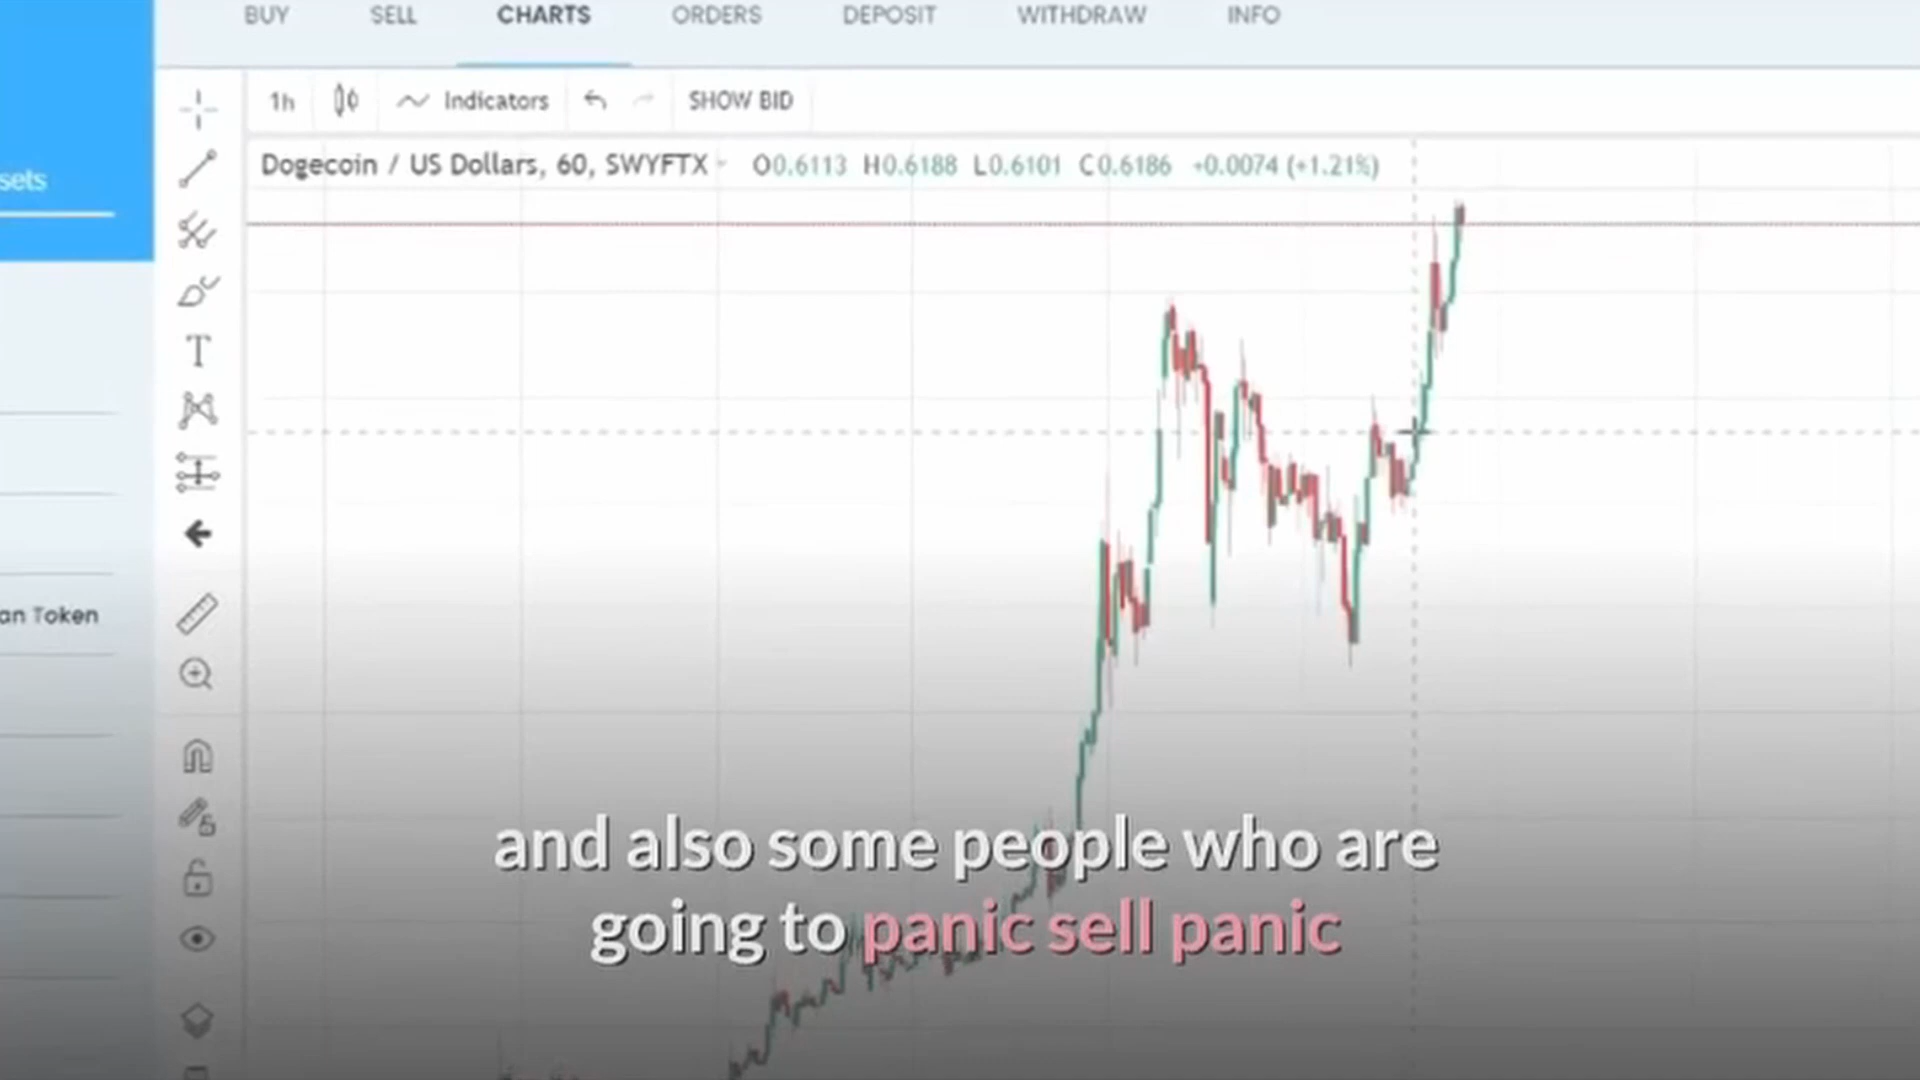 BUY SELL CHARTS ORDERS DEPOSIT WITHDRAW INFO
1h Indicators SHOW BID
Dogecoin / US Dollars, 60, SWYFTX O0.6113 H0.6188 L0.6101 C0.6186 +0.0074 (+1.21%)
sets
T
an Token
and also some people who are
going to panic sell panic